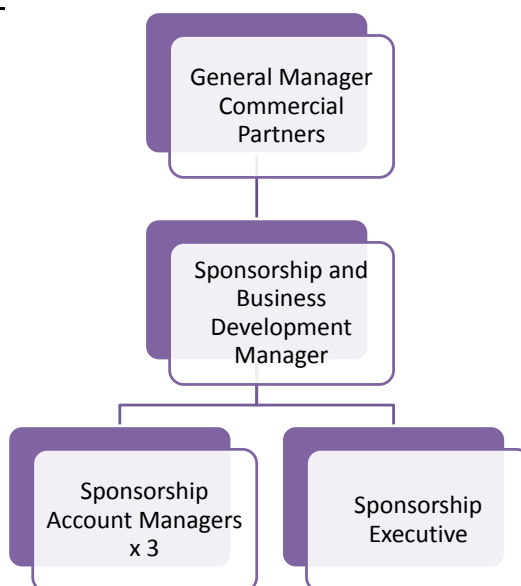 General Manager
Commercial
Partners
Sponsorship and
Business
Development
Manager
Sponsorship
Account Managers
x 3
Sponsorship
Executive